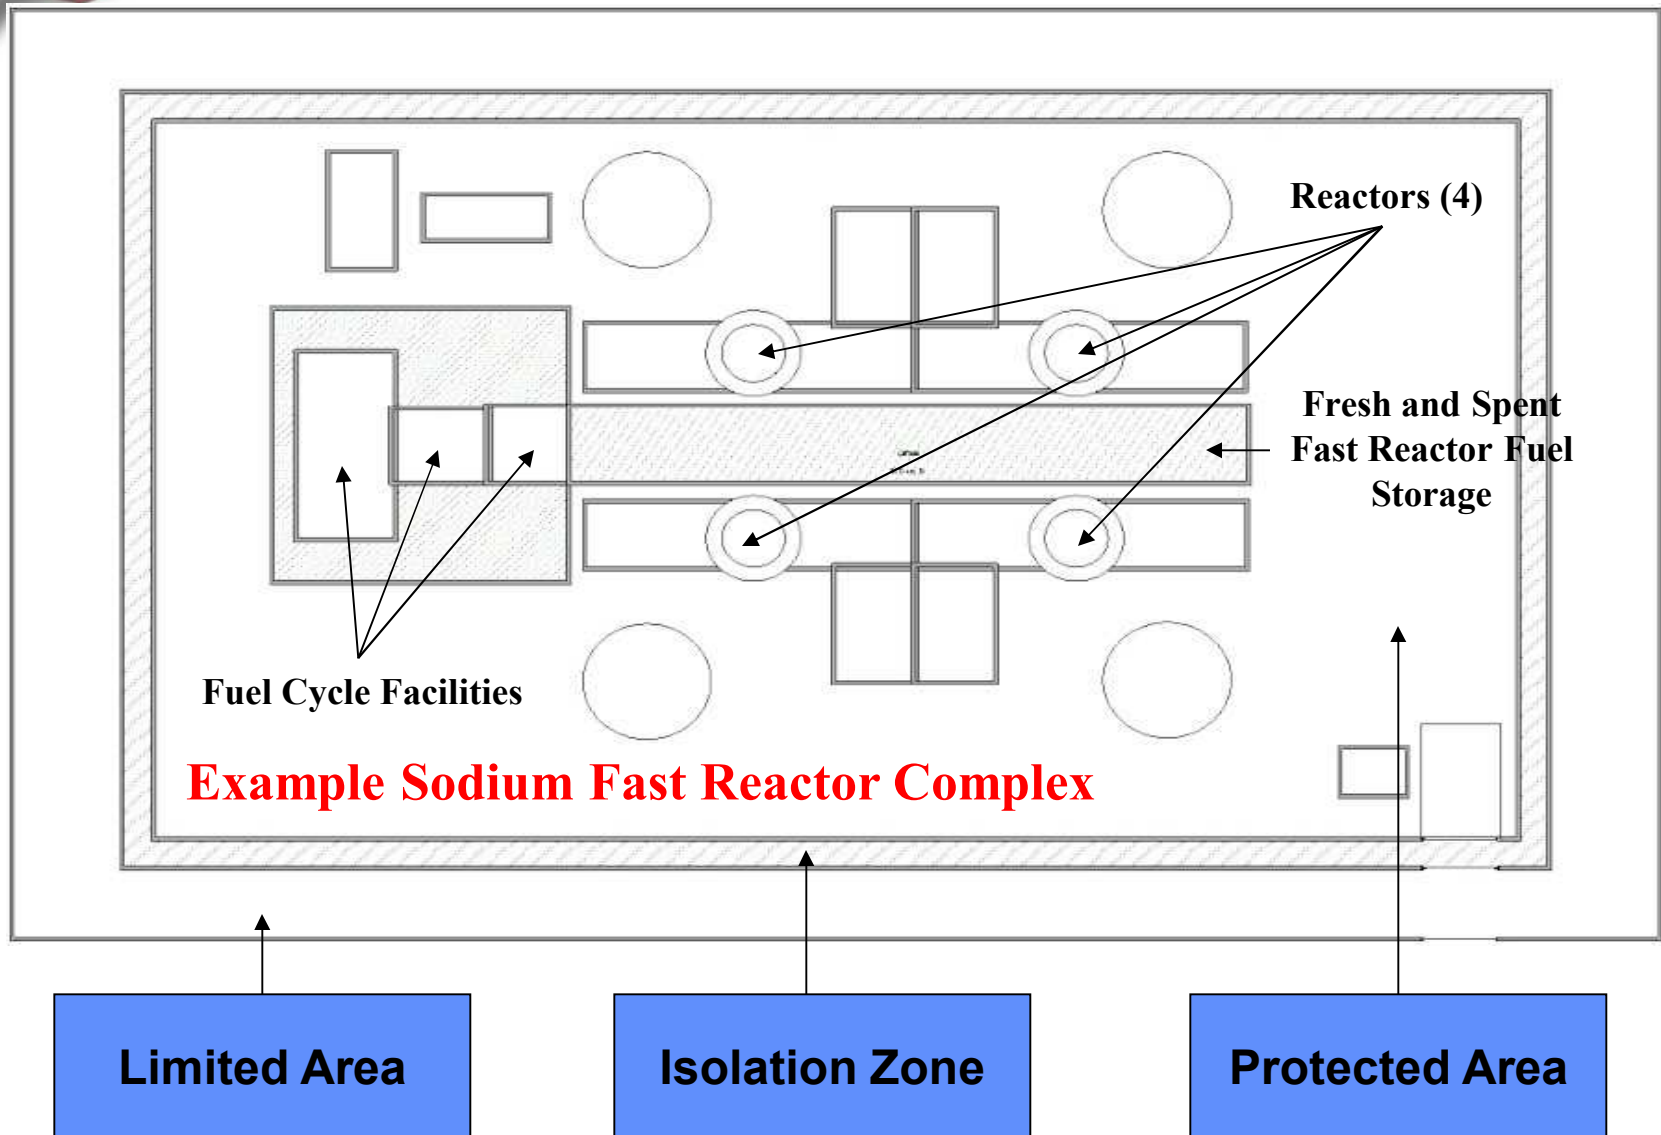 Reactors (4)
Fresh and Spent
Fast Reactor Fuel
Storage
Fuel Cycle Facilities
Example Sodium Fast Reactor Complex
Limited Area
Isolation Zone
Protected Area